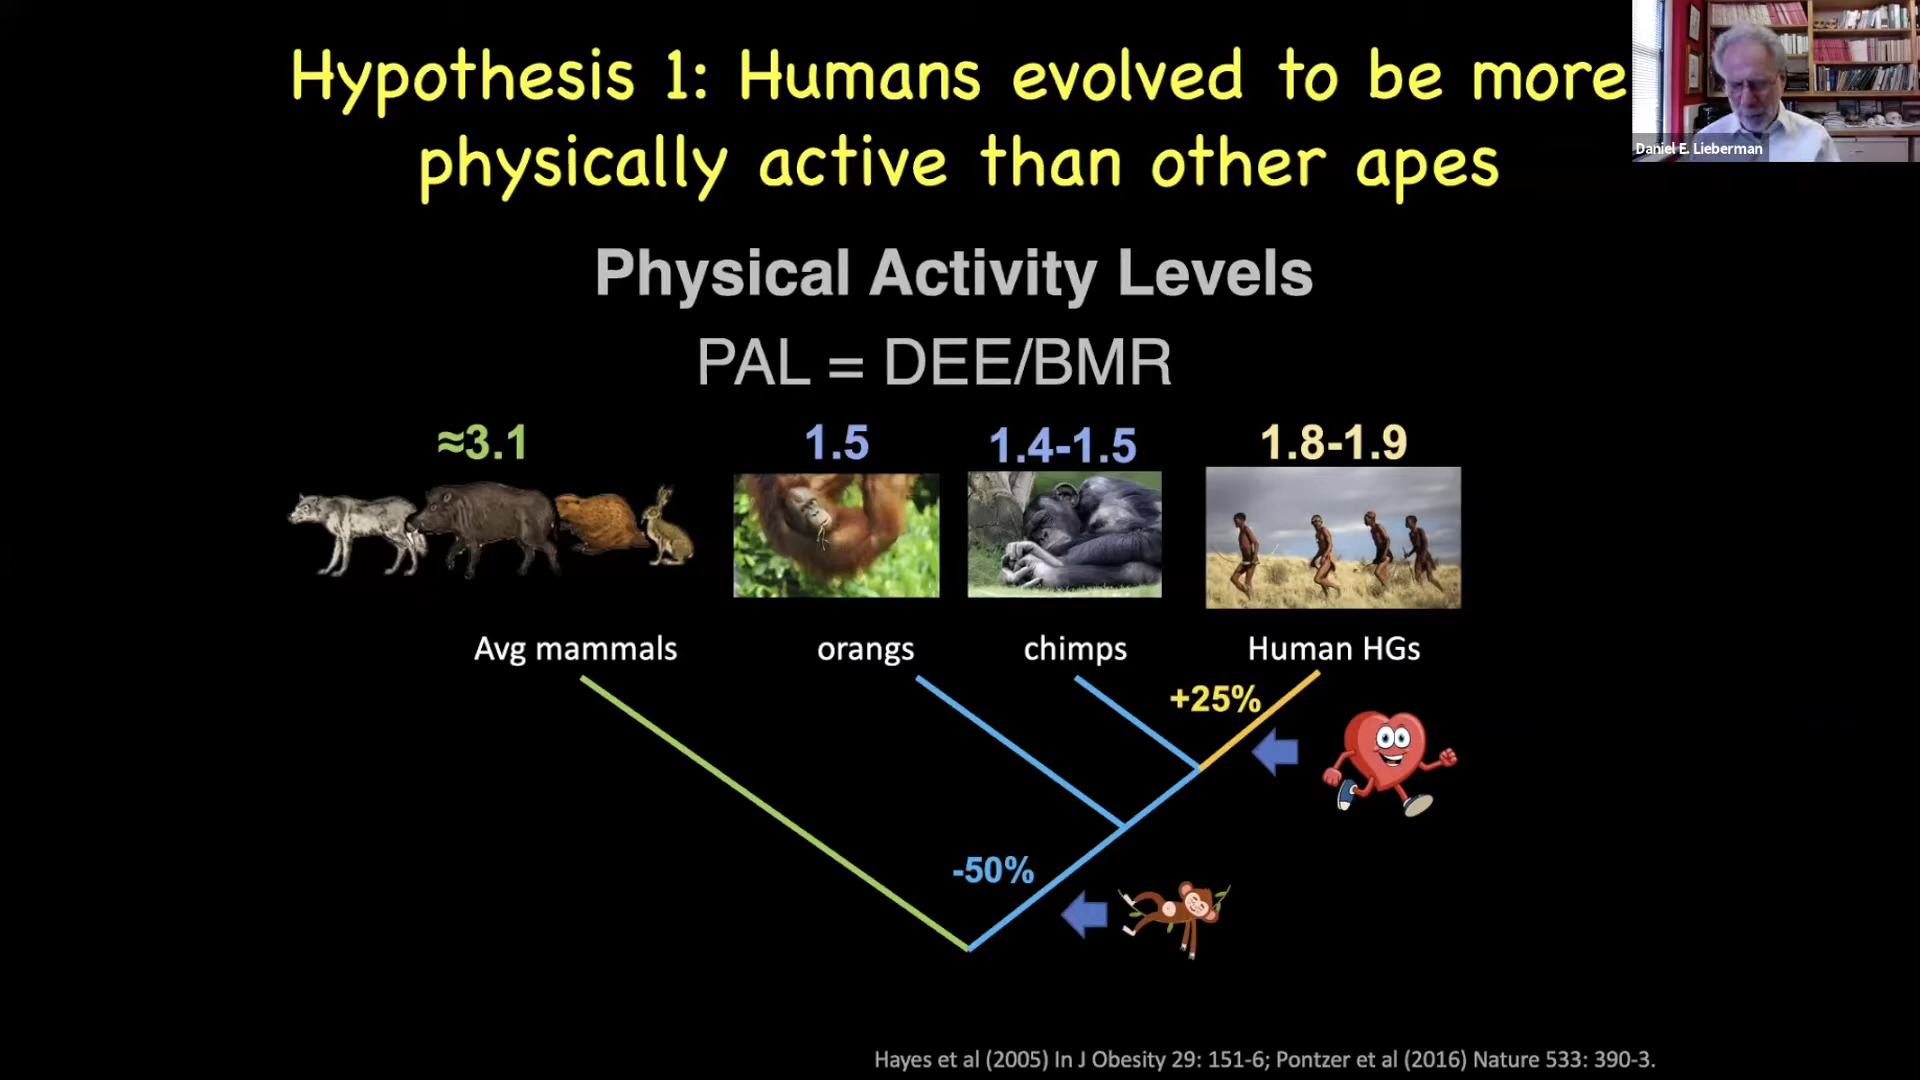 Hypothesis 1: Humans evolved to be more
physically active than other apes
Daniel E. Lieberman
Physical Activity Levels
PAL = DEE/BMR
≈3.1
1.5
1.4-1.5
1.8-1.9
Avg mammals
orangs
chimps
Human HGs
+25%
-50%
Hayes et al (2005) In J Obesity 29: 151-6; Pontzer et al (2016) Nature 533: 390-3.